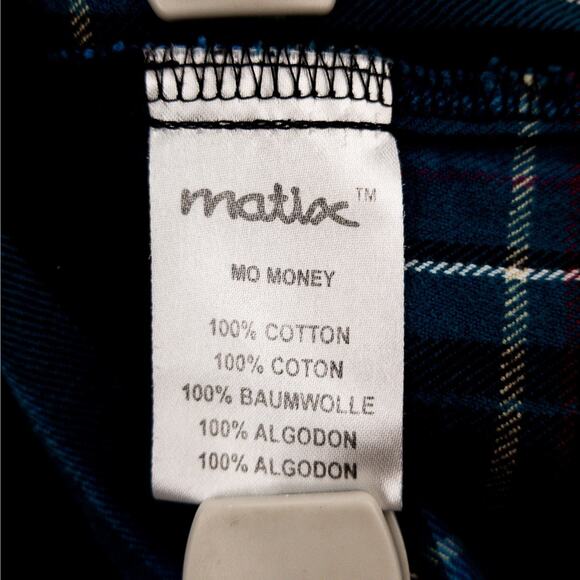 matix™
MO MONEY
100% COTTON
100% COTON
100% BAUMWOLLE
100% ALGODON
100% ALGODON